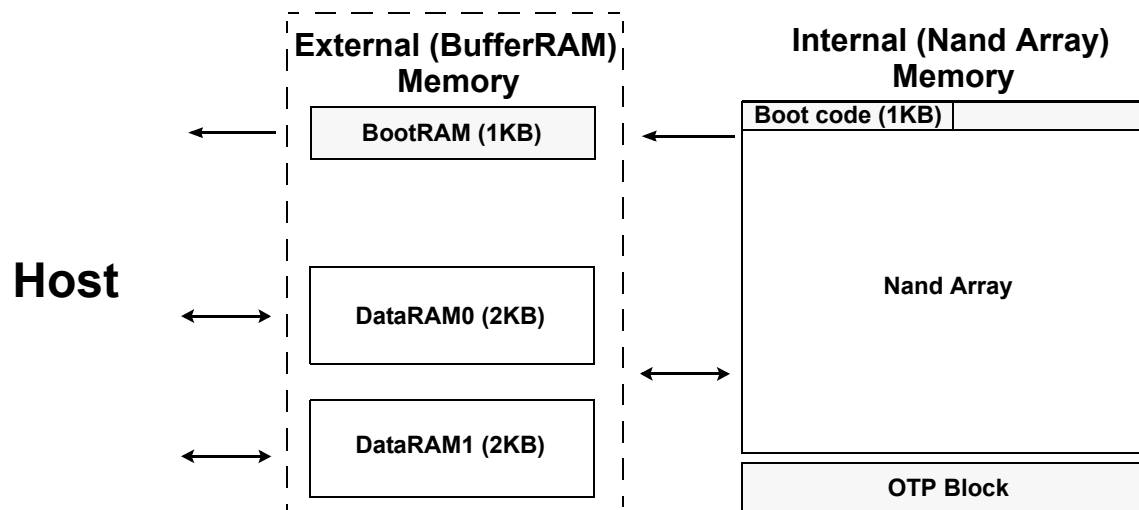 External (BufferRAM)
Memory
Internal (Nand Array)
Memory
BootRAM (1KB)
Boot code (1KB)
Host
DataRAM0 (2KB)
Nand Array
DataRAM1 (2KB)
OTP Block